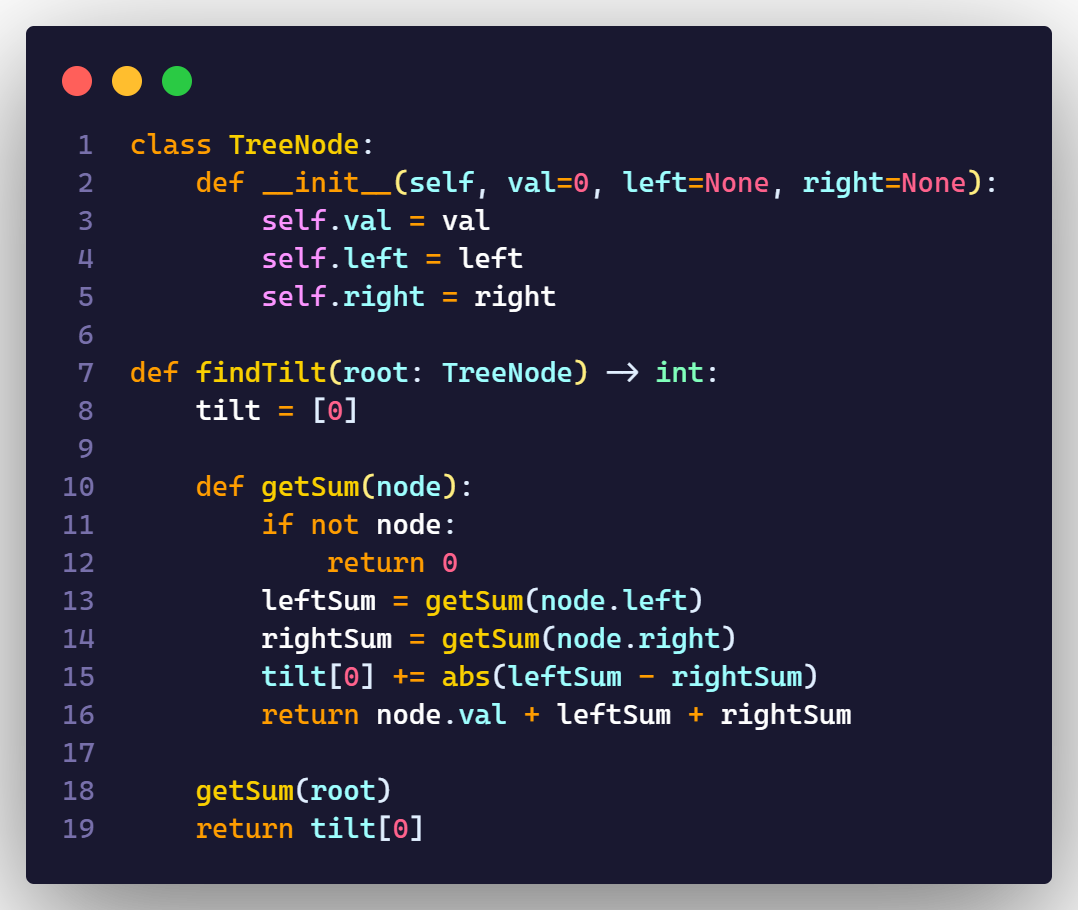 1 class TreeNode:
2     def __init__(self, val=0, left=None, right=None):
3         self.val = val
4         self.left = left
5         self.right = right
6
7 def findTilt(root: TreeNode) -> int:
8     tilt = [0]
9
10     def getSum(node):
11         if not node:
12             return 0
13         leftSum = getSum(node.left)
14         rightSum = getSum(node.right)
15         tilt[0] += abs(leftSum - rightSum)
16         return node.val + leftSum + rightSum
17
18     getSum(root)
19     return tilt[0]